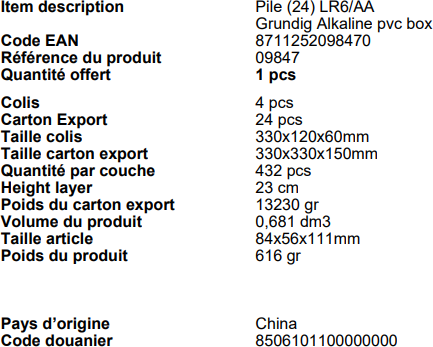 Item description Pile (24) LR6/AA
Grundig Alkaline pvc box
Code EAN 8711252098470
Référence du produit 09847
Quantité offert 1 pcs
Colis 4 pcs
Carton Export 24 pcs
Taille colis 330x120x60mm
Taille carton export 330x330x150mm
Quantité par couche 432 pcs
Height layer 23 cm
Poids du carton export 13230 gr
Volume du produit 0,681 dm3
Taille article 84x56x111mm
Poids du produit 616 gr
Pays d’origine China
Code douanier 8506101100000000